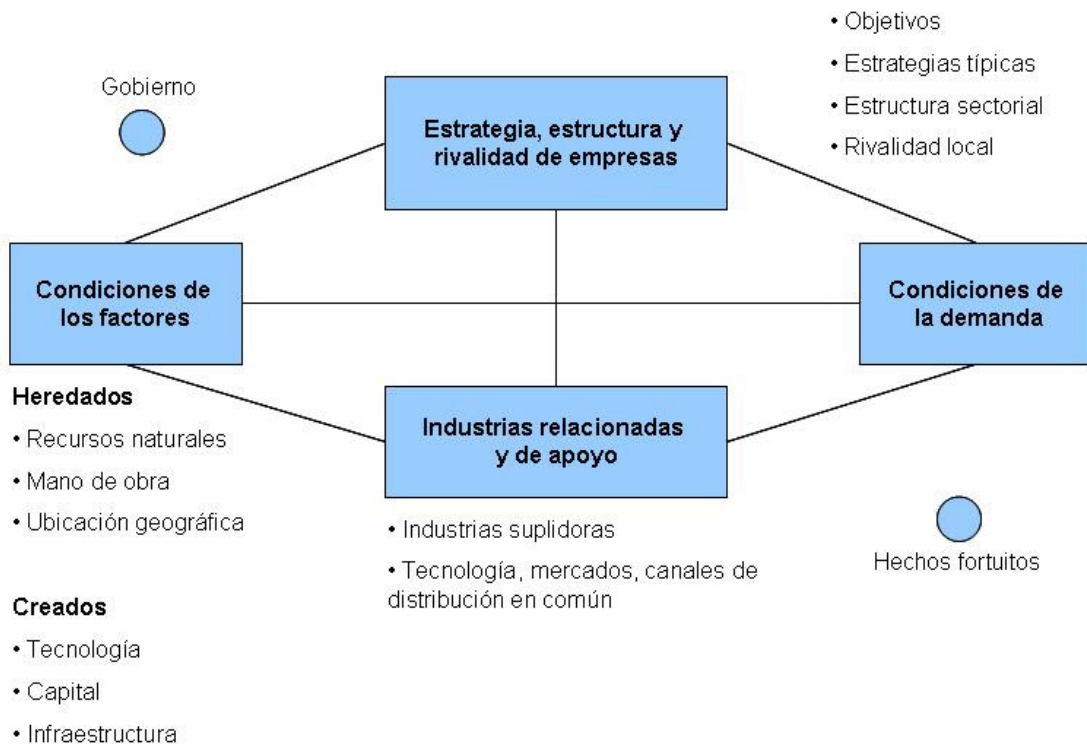 • Objetivos
• Estrategias típicas
• Estructura sectorial
• Rivalidad local
Gobierno
Estrategia, estructura y
rivalidad de empresas
Condiciones de
los factores
Condiciones de
la demanda
Heredados
• Recursos naturales
• Mano de obra
• Ubicación geográfica
Industrias relacionadas
y de apoyo
• Industrias suplidoras
• Tecnología, mercados, canales de
distribución en común
Hechos fortuitos
Creados
• Tecnología
• Capital
• Infraestructura